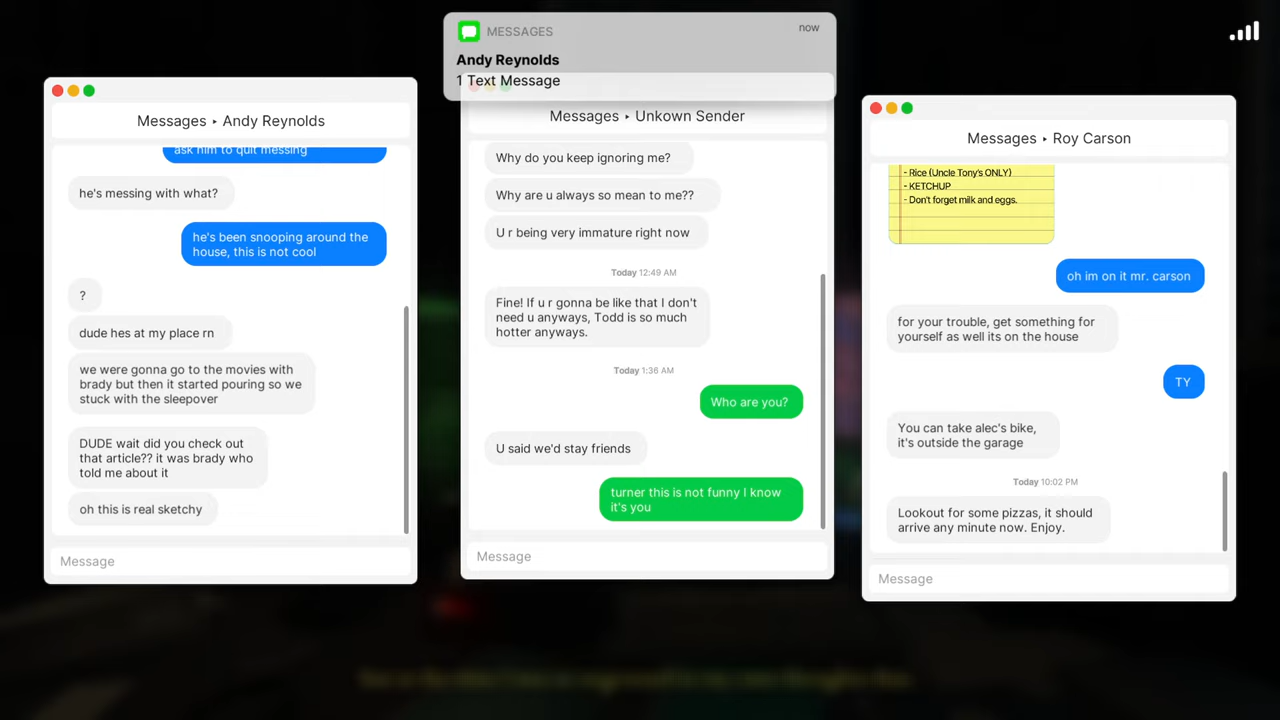 MESSAGES
now
Andy Reynolds
1 Text Message
Messages ‣ Andy Reynolds
ask him to quit messing
he's messing with what?
he's been snooping around the
house, this is not cool
?
dude hes at my place rn
we were gonna go to the movies with
brady but then it started pouring so we
stuck with the sleepover
DUDE wait did you check out
that article?? it was brady who
told me about it
oh this is real sketchy
Message
Messages ‣ Unkown Sender
Why do you keep ignoring me?
Why are u always so mean to me??
U r being very immature right now
Today 12:49 AM
Fine! If u r gonna be like that I don't
need u anyways, Todd is so much
hotter anyways.
Today 1:36 AM
Who are you?
U said we'd stay friends
turner this is not funny I know
it's you
Message
Messages ‣ Roy Carson
- Rice (Uncle Tony's ONLY)
- KETCHUP
- Don't forget milk and eggs.
oh im on it mr. carson
for your trouble, get something for
yourself as well its on the house
TY
You can take alec's bike,
it's outside the garage
Today 10:02 PM
Lookout for some pizzas, it should
arrive any minute now. Enjoy.
Message